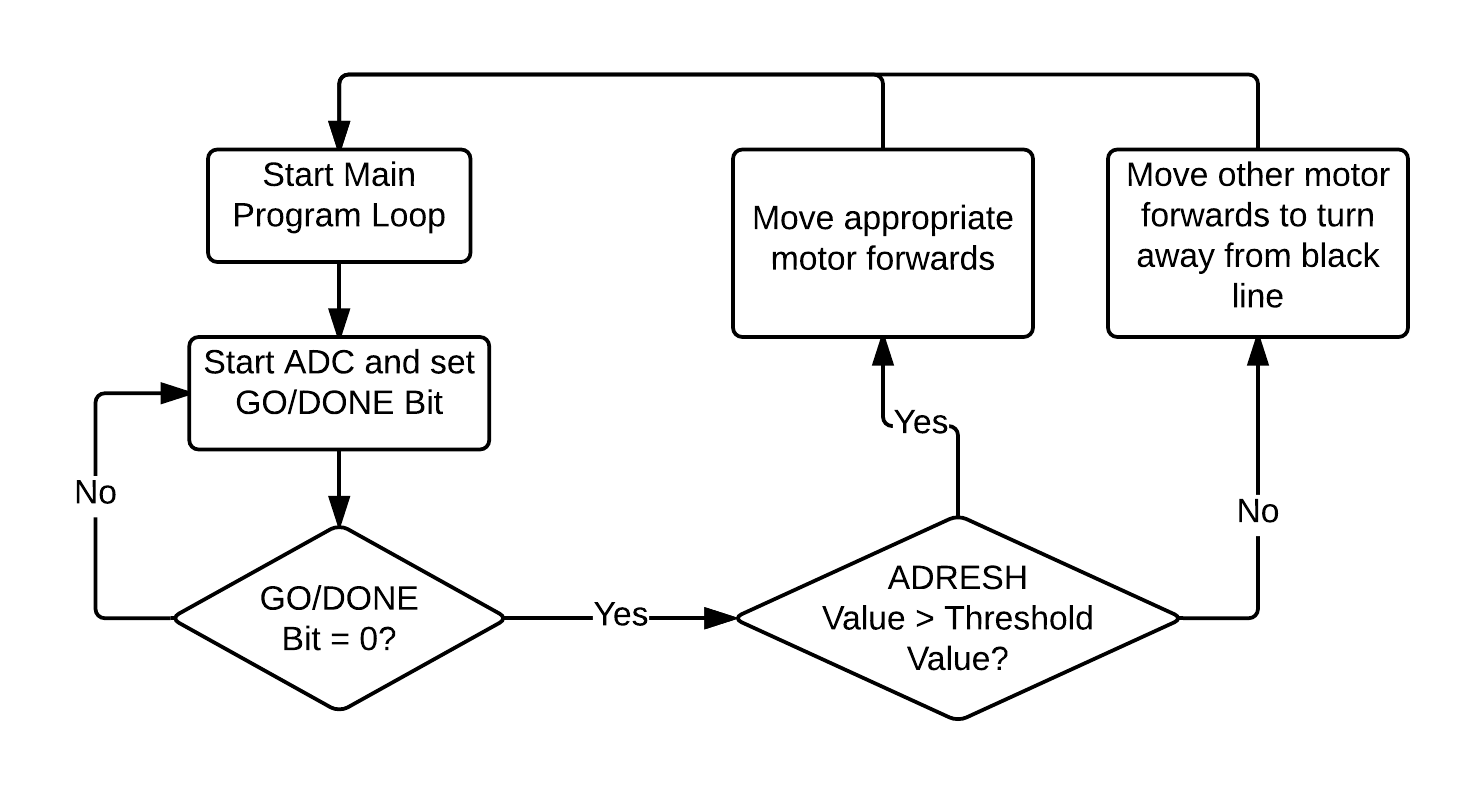 Start Main
Program Loop
Start ADC and set
GO/DONE Bit
No
GO/DONE
Bit = 0?
Yes
ADRESH
Value > Threshold
Value?
Yes
Move appropriate
motor forwards
No
Move other motor
forwards to turn
away from black
line